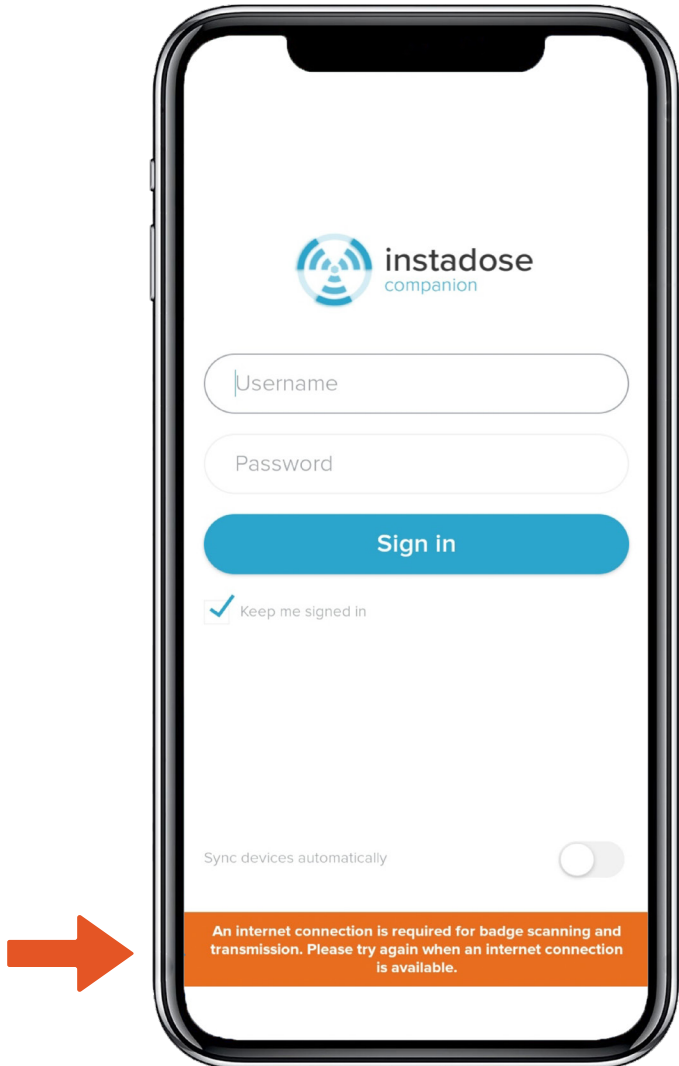 instadose
companion
Username
Password
Sign in
Keep me signed in
Sync devices automatically
An internet connection is required for badge scanning and
transmission. Please try again when an internet connection
is available.